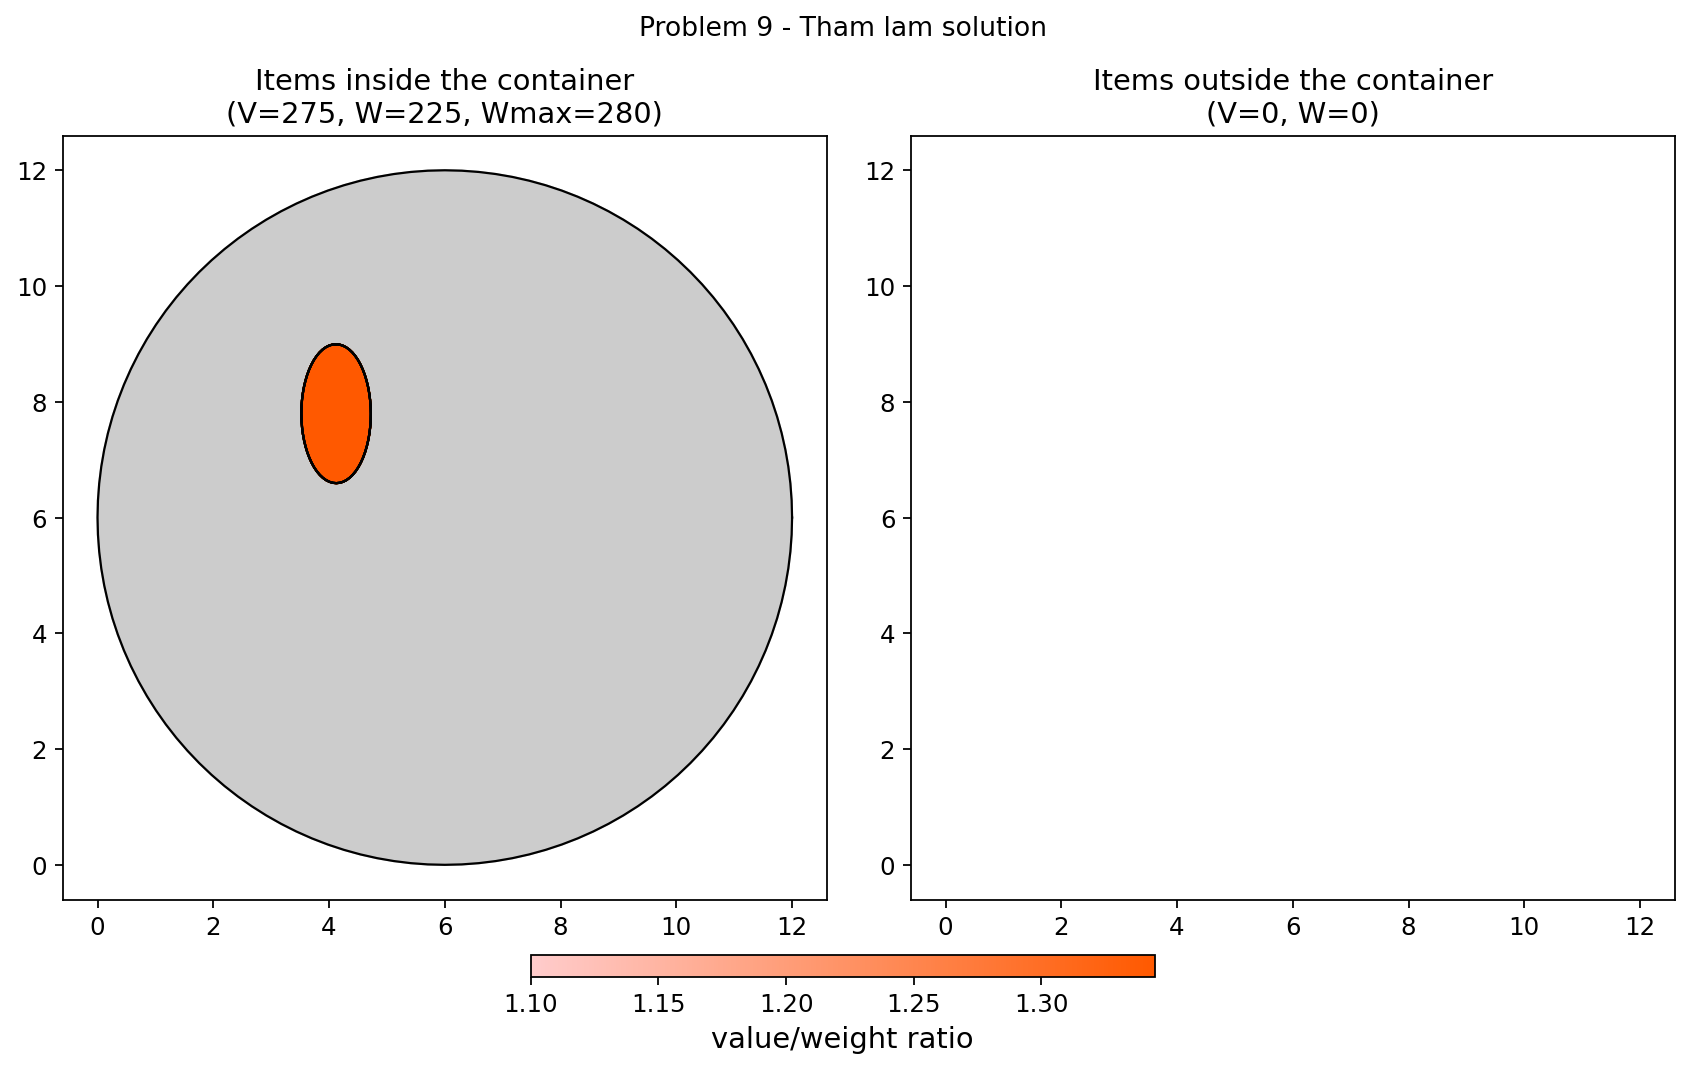 Problem 9 - Tham lam solution
Items inside the container
(V=275, W=225, Wmax=280)
12
10
8
6
4
2
0
0 2 4 6 8 10 12
Items outside the container
(V=0, W=0)
12
10
8
6
4
2
0
0 2 4 6 8 10 12
1.10 1.15 1.20 1.25 1.30
value/weight ratio